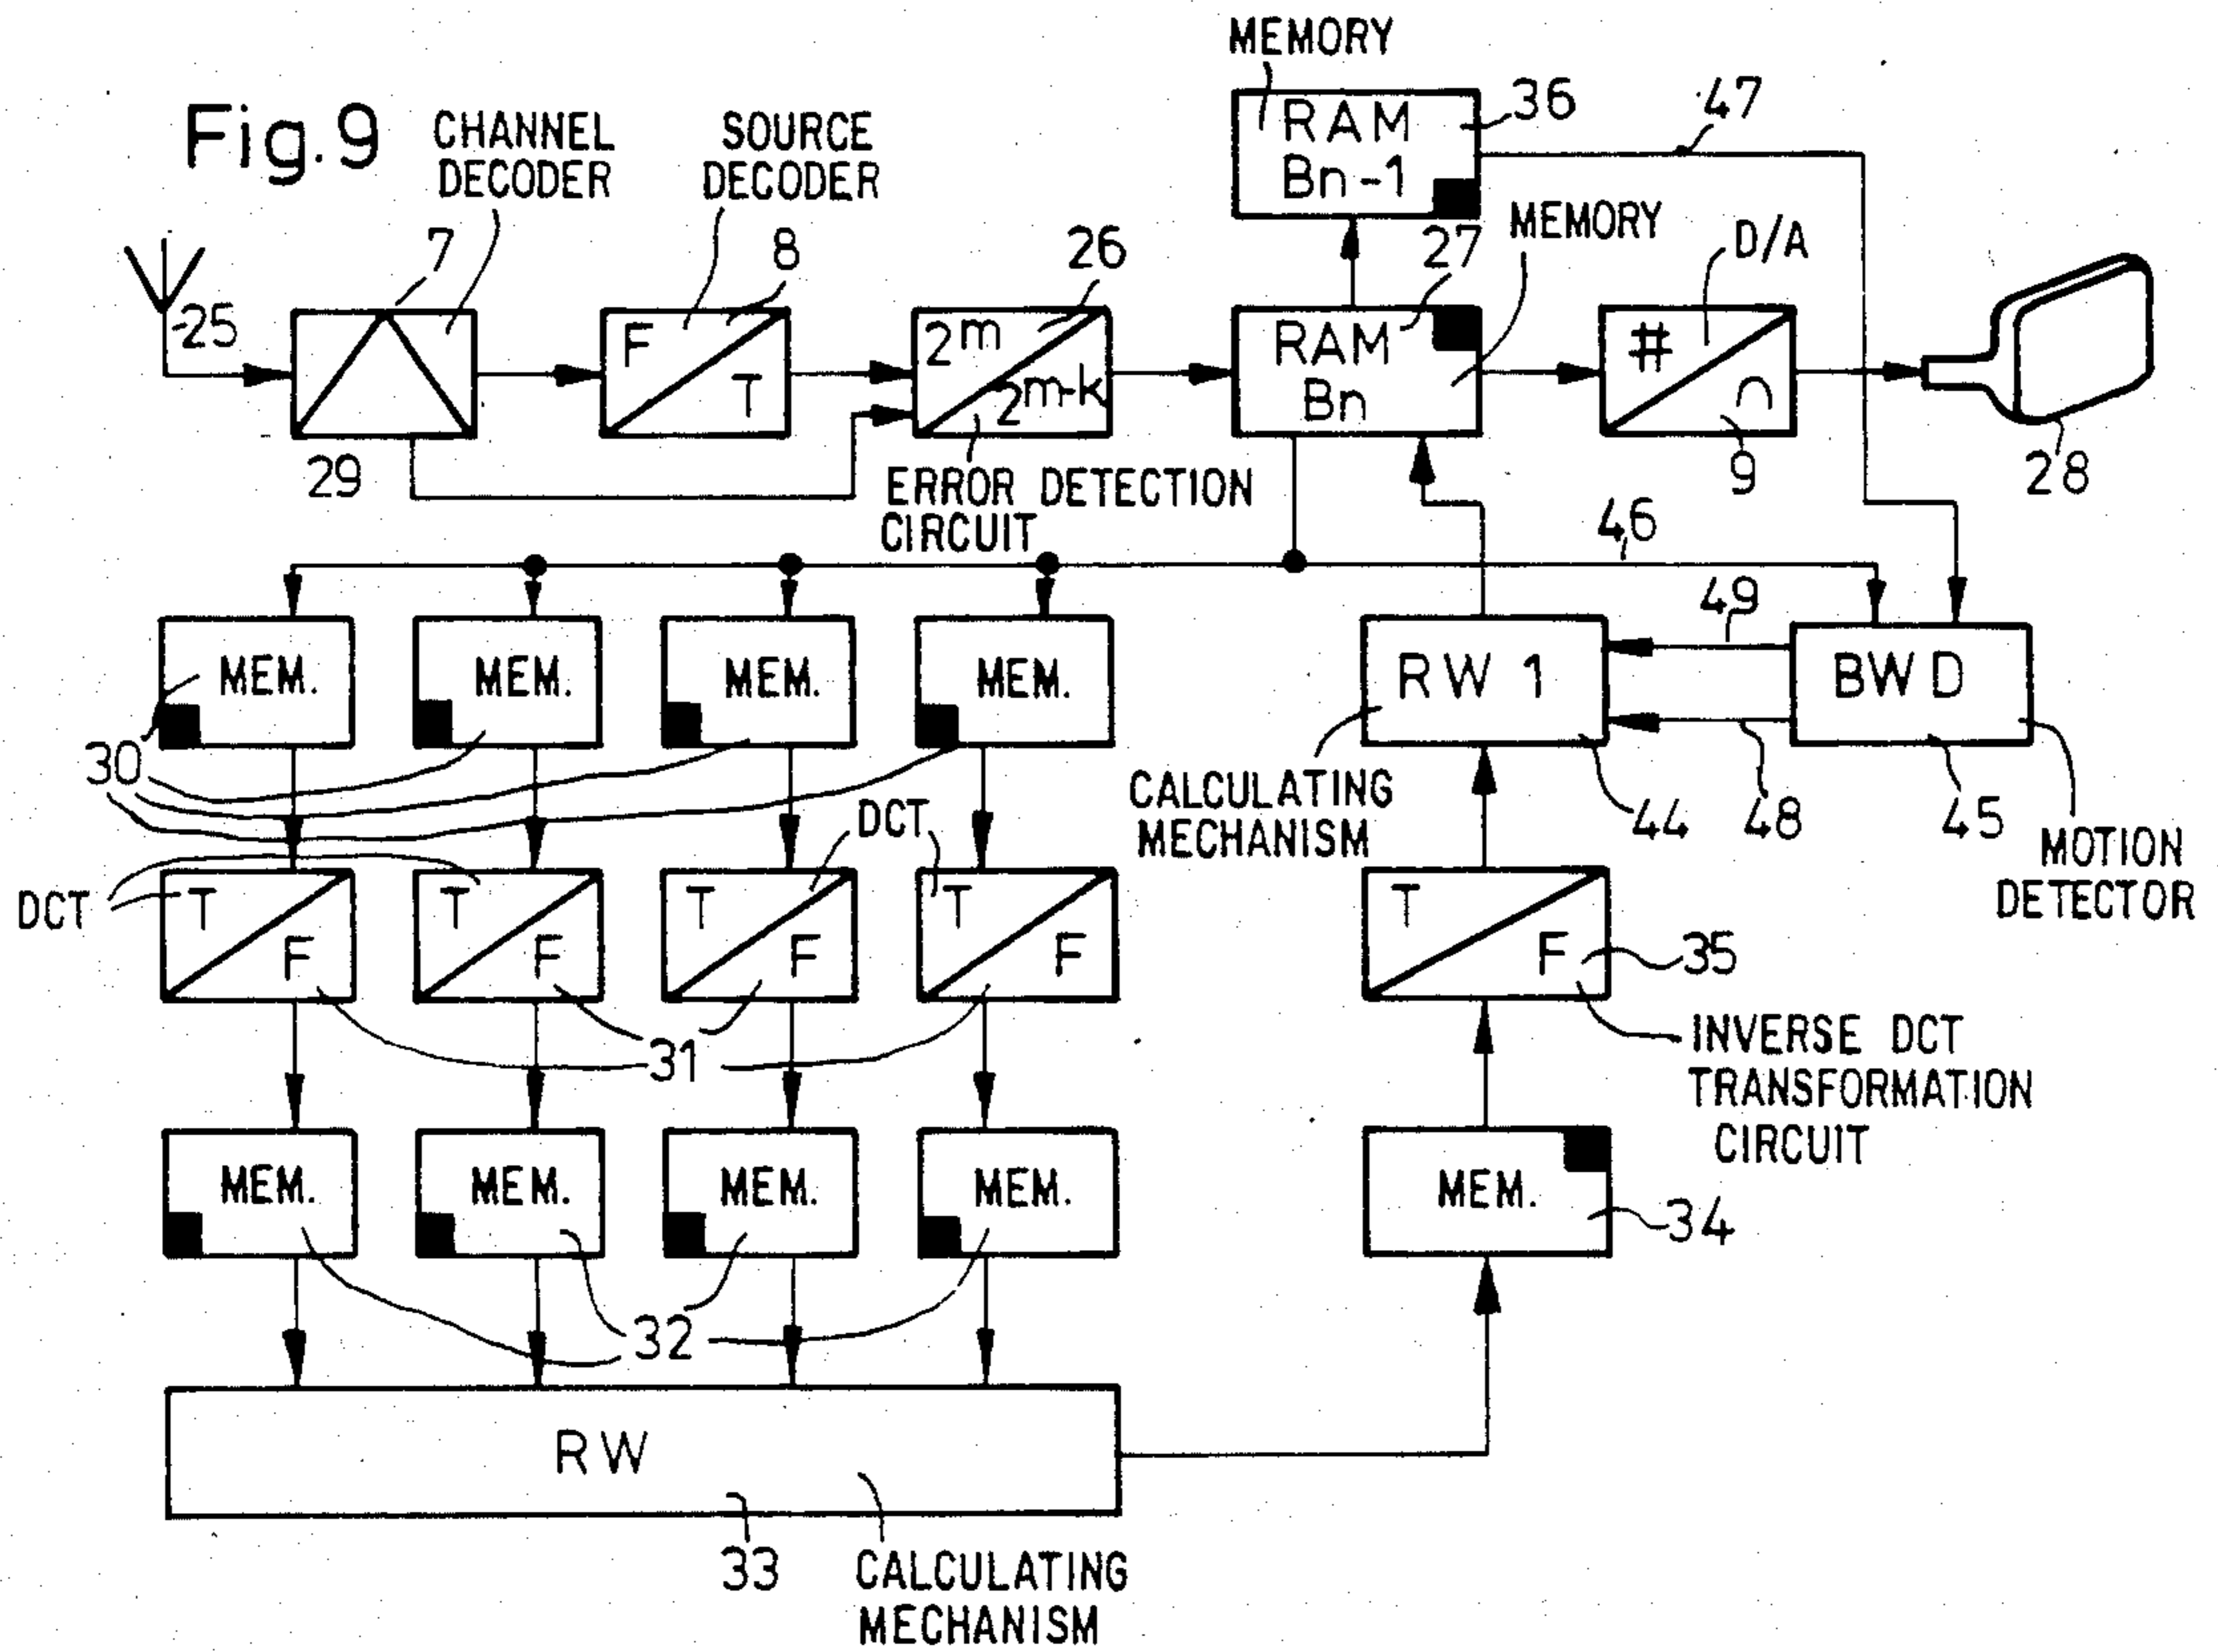 Fig.9
CHANNEL
DECODER
SOURCE
DECODER
MEMORY
RAM
Bn-1
36
47
MEMORY
D/A
25
7
8
26
27
F
T
2m
2m-k
RAM
Bn
#
∩
9
28
29
ERROR DETECTION
CIRCUIT
46
49
MEM.
MEM.
MEM.
MEM.
RW 1
BWD
30
CALCULATING
MECHANISM
44
48
45
MOTION
DETECTOR
DCT
DCT
T
F
T
F
T
F
T
F
T
F
35
31
INVERSE DCT
TRANSFORMATION
CIRCUIT
MEM.
MEM.
MEM.
MEM.
MEM.
34
32
RW
33
CALCULATING
MECHANISM